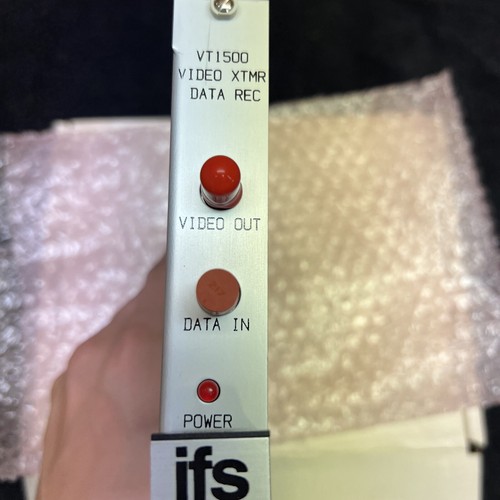 VT1500
VIDEO XTMR
DATA REC
VIDEO OUT
DATA IN
POWER
ifs